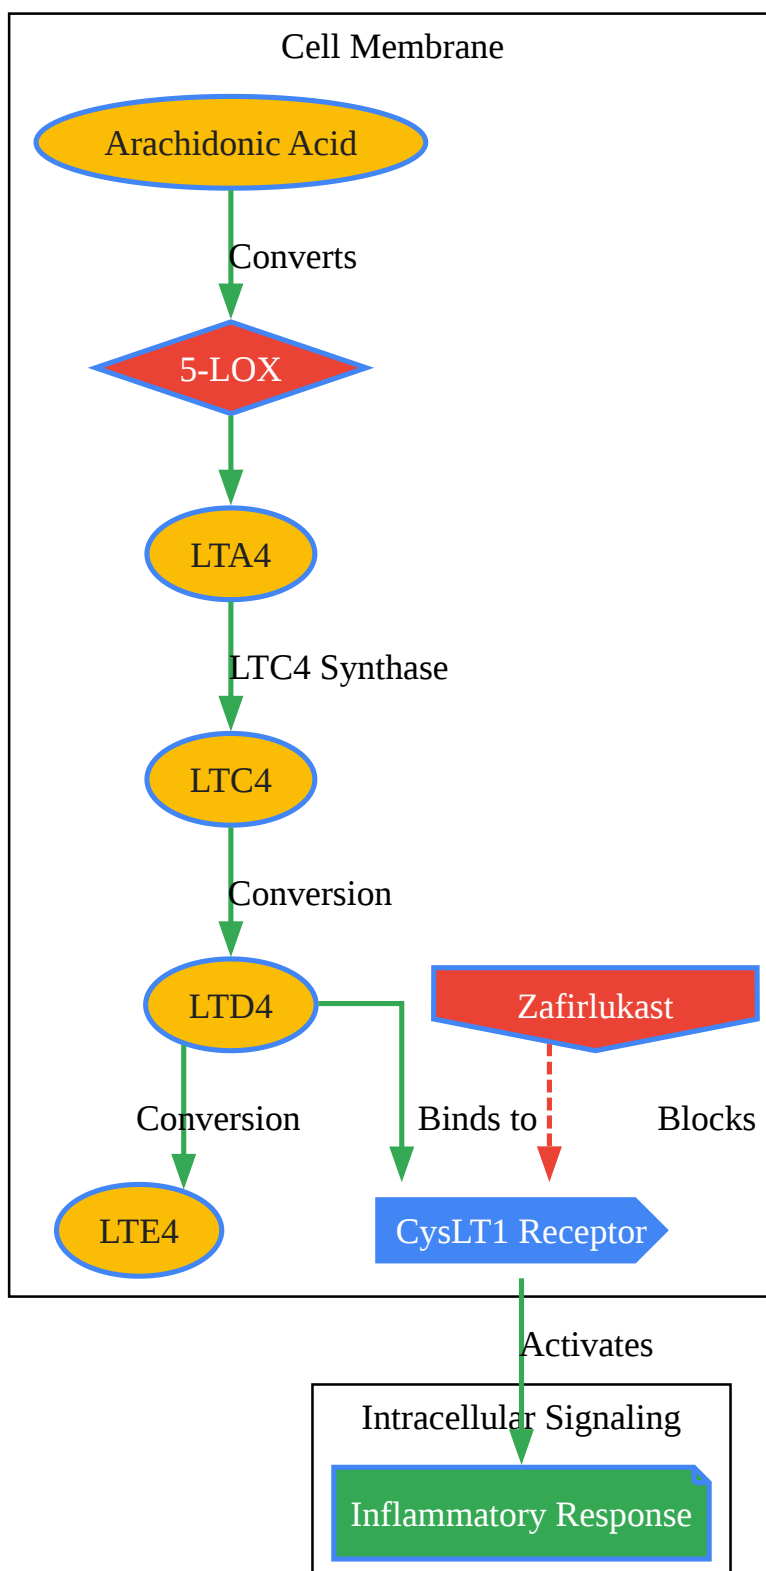 Cell Membrane
Arachidonic Acid
Converts
5-LOX
LTA4
LTC4 Synthase
LTC4
Conversion
LTD4
Zafirlukast
Conversion
Binds to
Blocks
LTE4
CysLT1 Receptor
Activates
Intracellular Signaling
Inflammatory Response